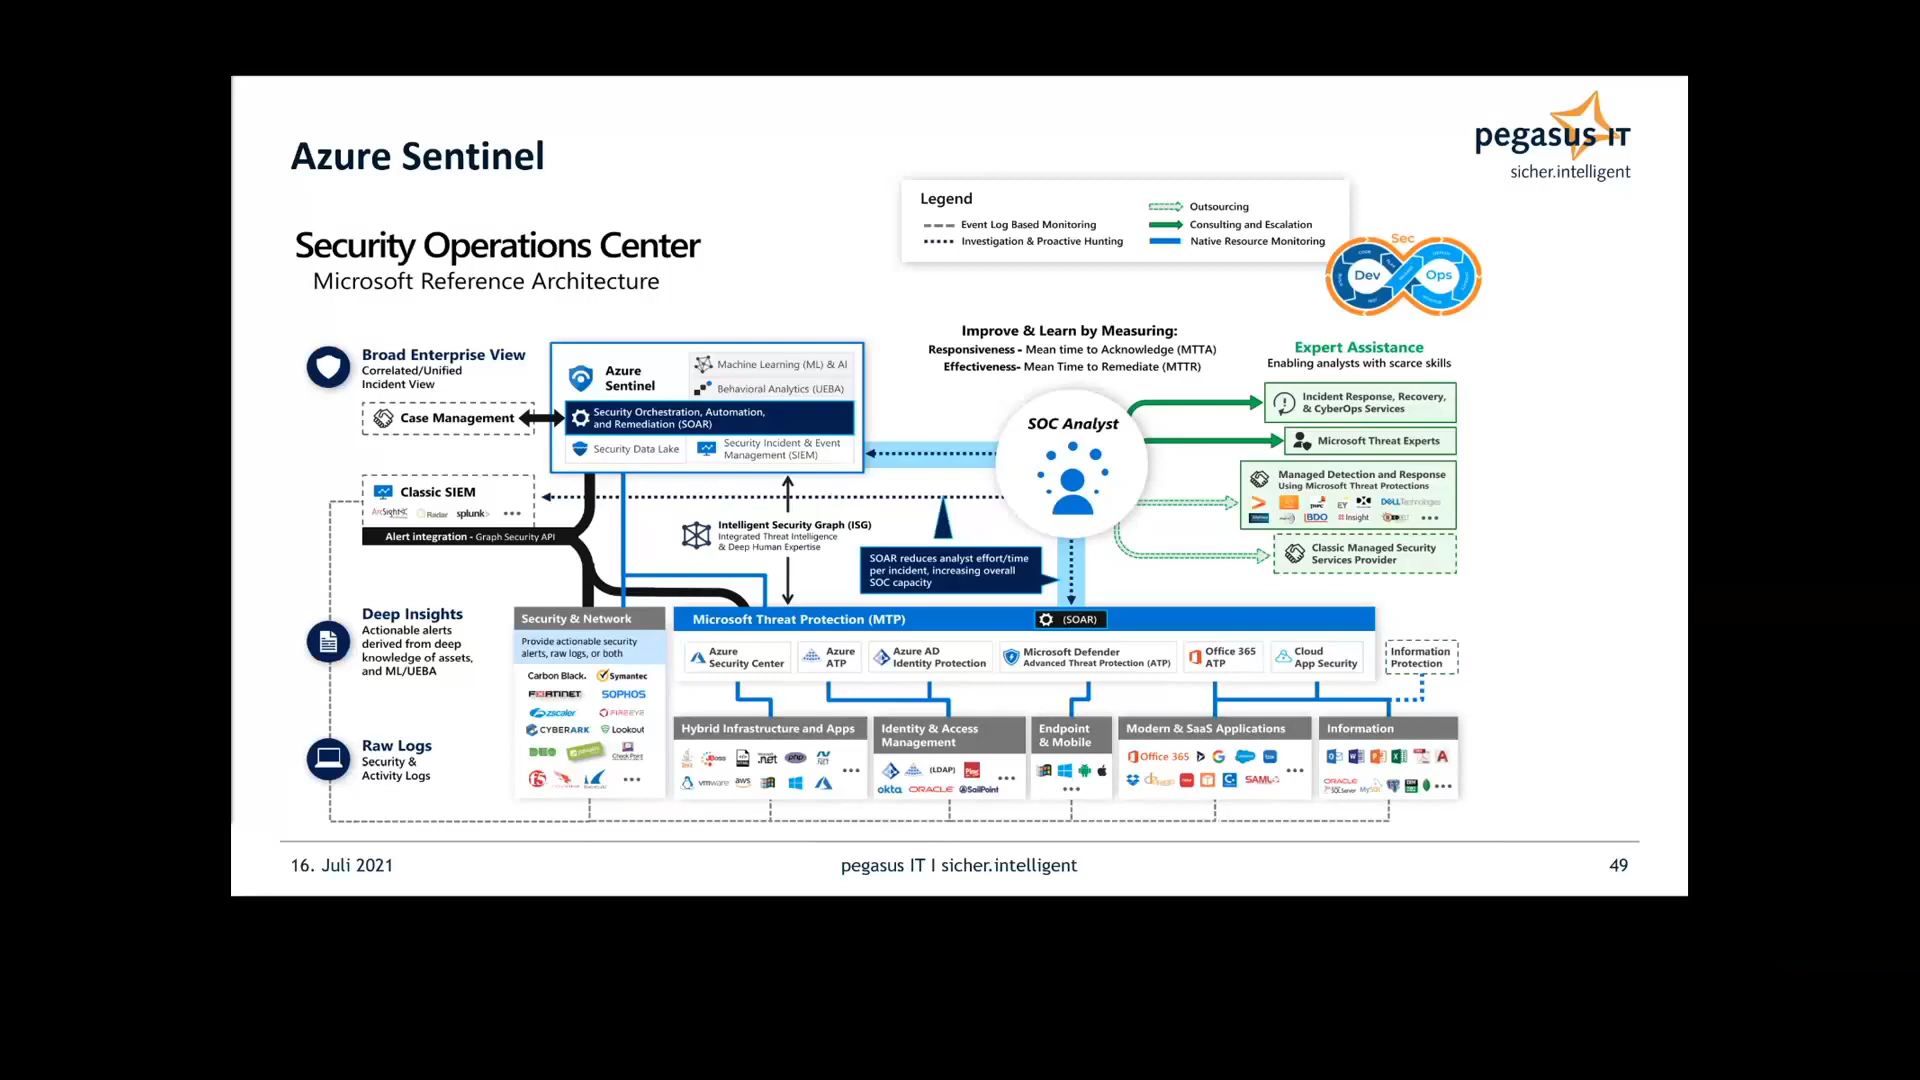 Azure Sentinel
pegasus IT
sicher.intelligent
Security Operations Center
Microsoft Reference Architecture
Legend
Event Log Based Monitoring
Investigation & Proactive Hunting
Outsourcing
Consulting and Escalation
Native Resource Monitoring
Sec
Dev
Ops
Broad Enterprise View
Correlated/Unified
Incident View
Case Management
Azure
Sentinel
Machine Learning (ML) & AI
Behavioral Analytics (UEBA)
Security Orchestration, Automation,
and Remediation (SOAR)
Security Data Lake
Security Incident & Event
Management (SIEM)
Improve & Learn by Measuring:
Responsiveness - Mean time to Acknowledge (MTTA)
Effectiveness- Mean Time to Remediate (MTTR)
SOC Analyst
Expert Assistance
Enabling analysts with scarce skills
Incident Response, Recovery,
& CyberOps Services
Microsoft Threat Experts
Managed Detection and Response
Using Microsoft Threat Protections
pwc
EY
DELLTechnologies
BDO
Insight
Classic Managed Security
Services Provider
Classic SIEM
ArcSight
Radar
splunk>
Alert integration - Graph Security API
Intelligent Security Graph (ISG)
Integrated Threat Intelligence
& Deep Human Expertise
SOAR reduces analyst effort/time
per incident, increasing overall
SOC capacity
Deep Insights
Actionable alerts
derived from deep
knowledge of assets,
and ML/UEBA
Raw Logs
Security &
Activity Logs
Security & Network
Provide actionable security
alerts, raw logs, or both
Carbon Black.
Symantec
FORTINET
SOPHOS
zscaler
FIREEYE
CYBERARK
Lookout
Check Point
Microsoft Threat Protection (MTP)
(SOAR)
Azure
Security Center
Azure
ATP
Azure AD
Identity Protection
Microsoft Defender
Advanced Threat Protection (ATP)
Office 365
ATP
Cloud
App Security
Information
Protection
Hybrid Infrastructure and Apps
JBoss
.net
php
.NET
vmware
aws
Identity & Access
Management
(LDAP)
Ping
okta
ORACLE
SailPoint
Endpoint
& Mobile
Modern & SaaS Applications
Office 365
SAML
Information
ORACLE
SQL Server
MySQL
16. Juli 2021
pegasus IT I sicher.intelligent
49